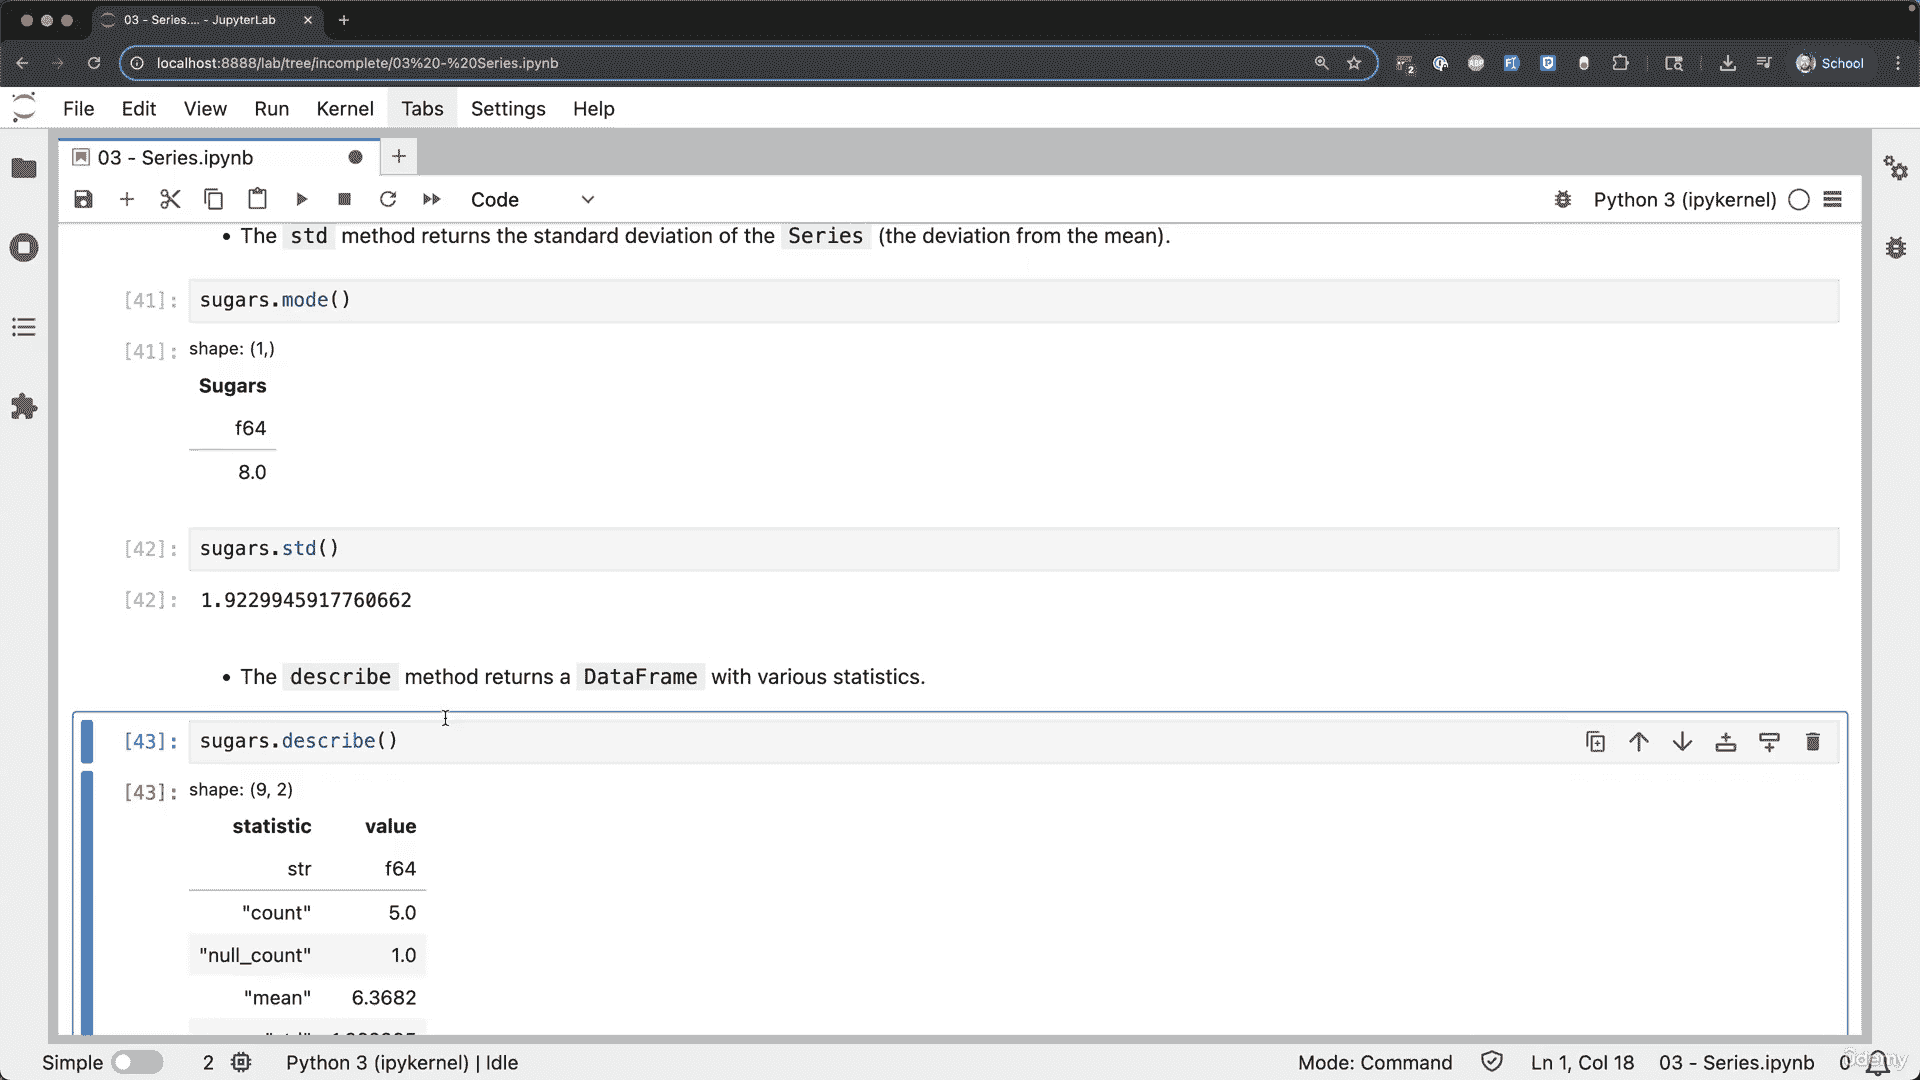 03 - Series.... - JupyterLab
localhost:8888/lab/tree/incomplete/03%20-%20Series.ipynb
School
File Edit View Run Kernel Tabs Settings Help
03 - Series.ipynb
Code
Python 3 (ipykernel)
• The std method returns the standard deviation of the Series (the deviation from the mean).
[41]: sugars.mode()
[41]: shape: (1,)
Sugars
f64
8.0
[42]: sugars.std()
[42]: 1.9229945917760662
• The describe method returns a DataFrame with various statistics.
[43]: sugars.describe()
[43]: shape: (9, 2)
statistic value
str f64
"count" 5.0
"null_count" 1.0
"mean" 6.3682
Simple 2 Python 3 (ipykernel) | Idle Mode: Command Ln 1, Col 18 03 - Series.ipynb 0
ûdemy